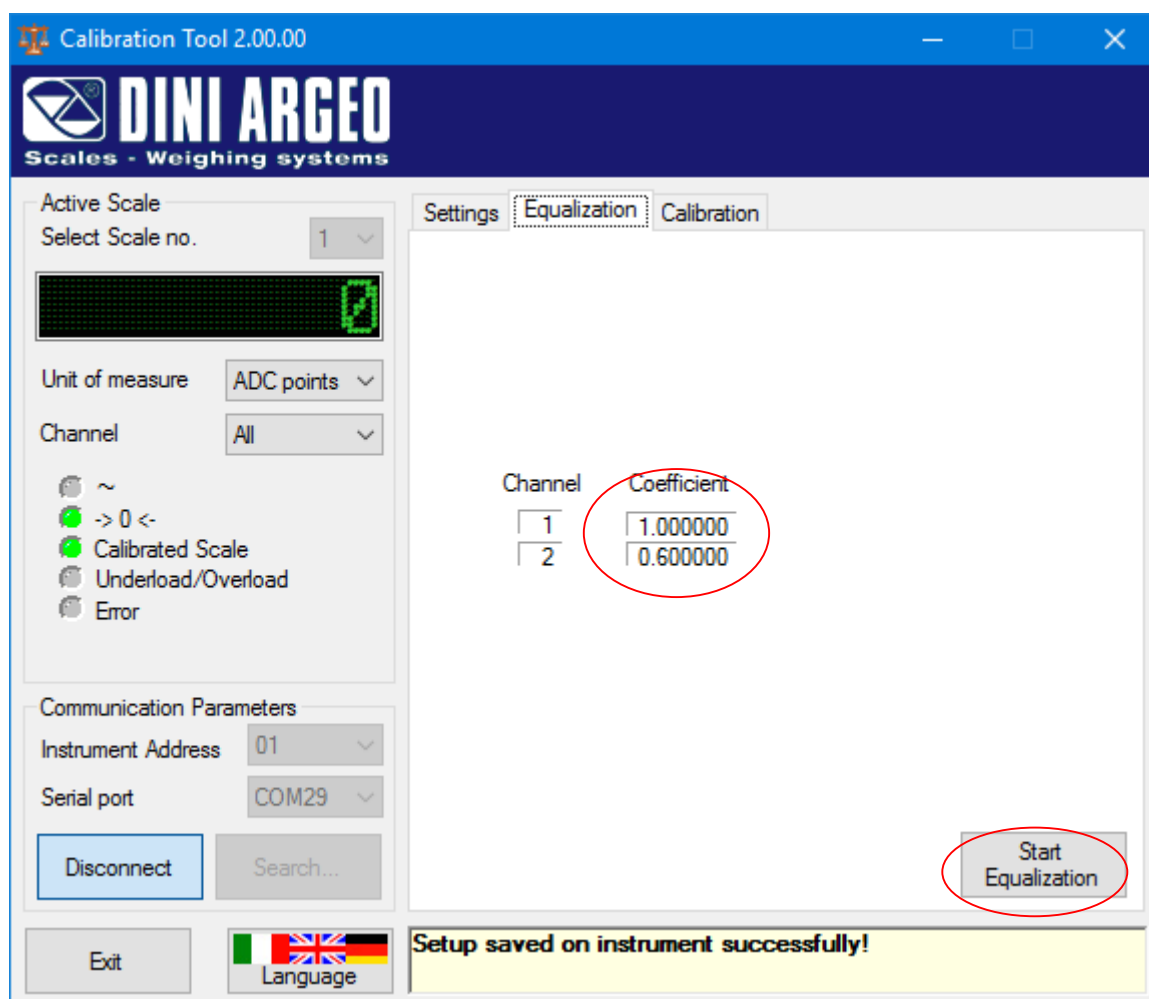 Calibration Tool 2.00.00
DINI ARGEO
Scales - Weighing systems
Active Scale
Select Scale no. 1
0
Unit of measure ADC points
Channel All
~
-> 0 <-
Calibrated Scale
Underload/Overload
Error
Communication Parameters
Instrument Address 01
Serial port COM29
Disconnect Search...
Exit Language
Settings Equalization Calibration
Channel Coefficient
1 1.000000
2 0.600000
Start
Equalization
Setup saved on instrument successfully!